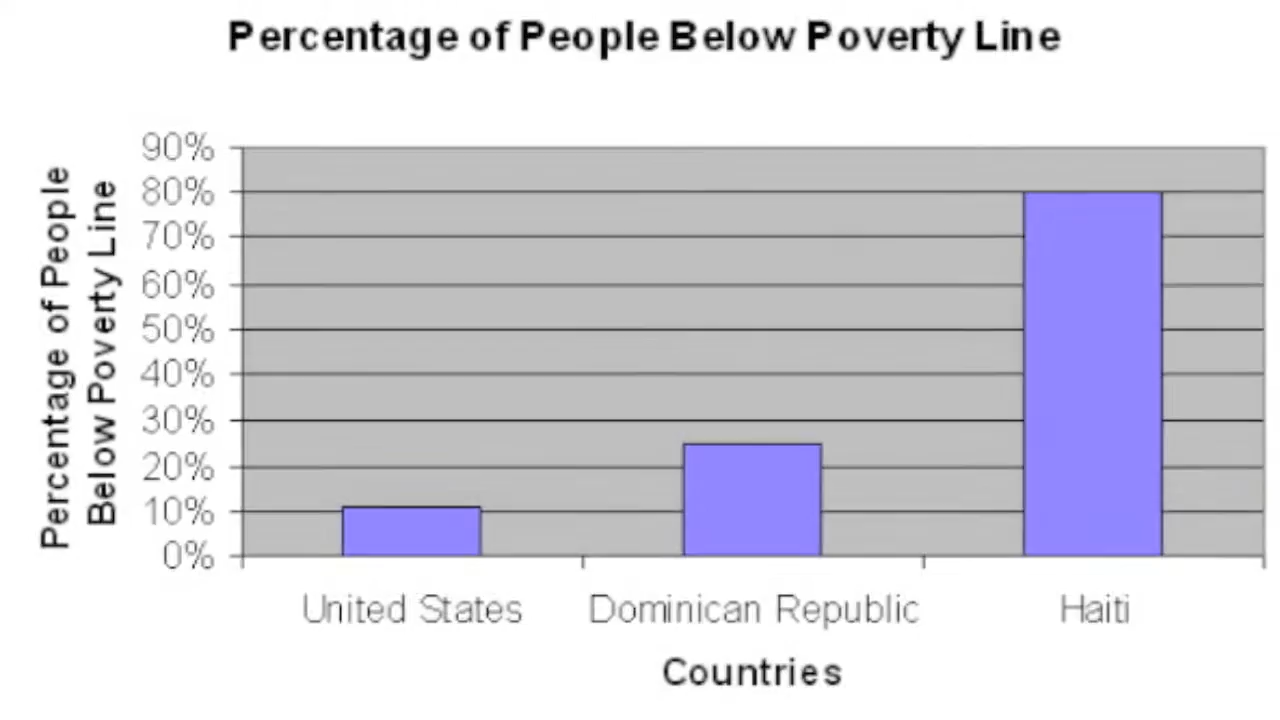 Percentage of People Below Poverty Line
Percentage of People
Below Poverty Line
90%
80%
70%
60%
50%
40%
30%
20%
10%
0%
United States
Dominican Republic
Haiti
Countries